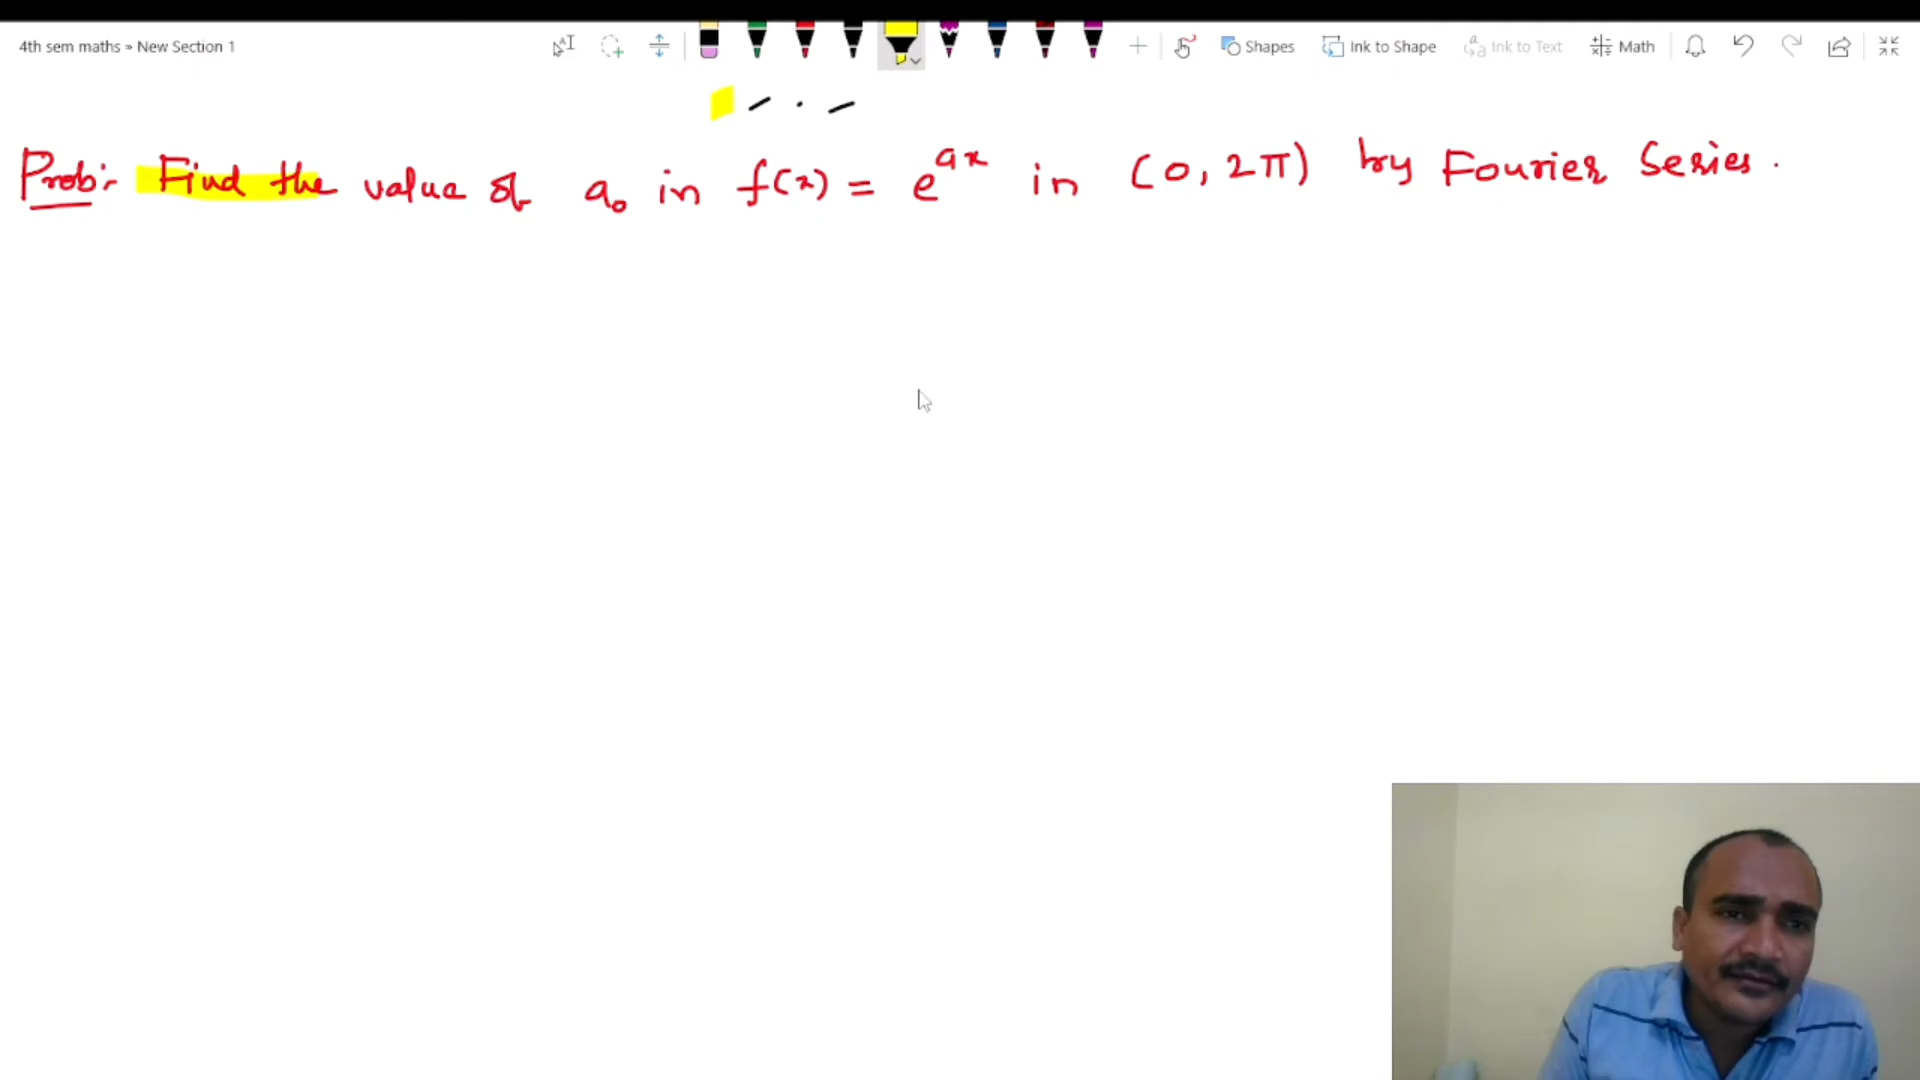 4th sem maths » New Section 1
Shapes Ink to Shape Ink to Text Math
Prob:- Find the value of a₀ in f(x) = e^{ax} in (0, 2π) by Fourier Series.